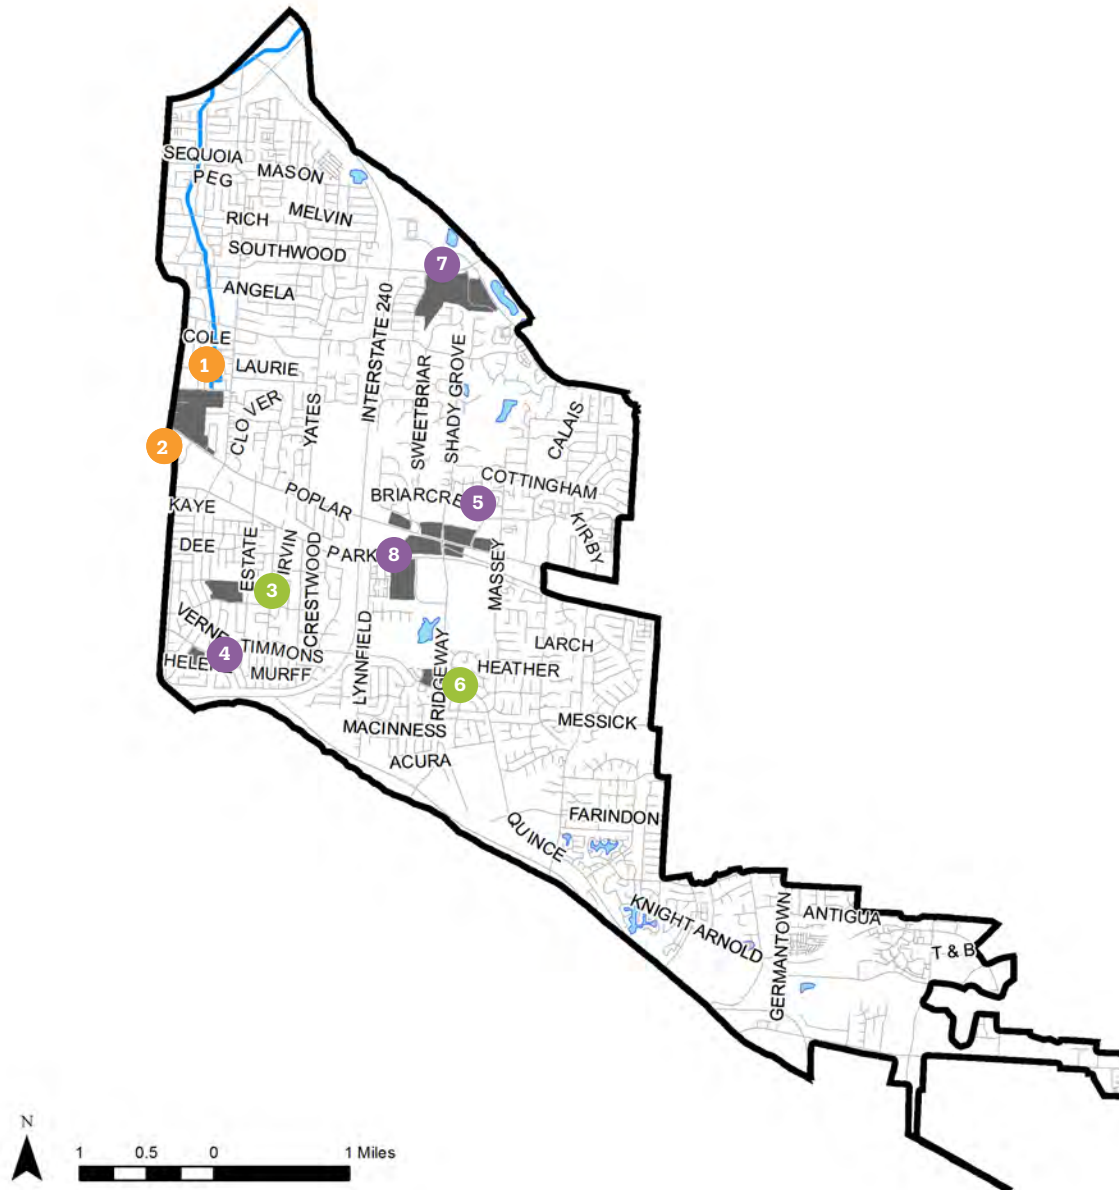 SEQUOIA
PEG
MASON
RICH
MELVIN
SOUTHWOOD
7
ANGELA
INTERSTATE 240
COLE
1
LAURIE
SHADY GROVE
SWEETBRIAR
CLOVER
YATES
CALAIS
2
COTTINGHAM
POPLAR
BRIARCRE
5
KAYE
KIRBY
DEE
ESTATE
IRVIN
CRESTWOOD
PARK
8
MASSEY
3
VERNE
4
TIMMONS
HELENE
MURFF
LYNNFIELD
RIDGEWAY
LARCH
HEATHER
6
MACINNESS
MESSICK
ACURA
FARINDON
QUINCE
KNIGHT ARNOLD
GERMANTOWN
ANTIGUA
T & B
N
1 0.5 0 1 Miles